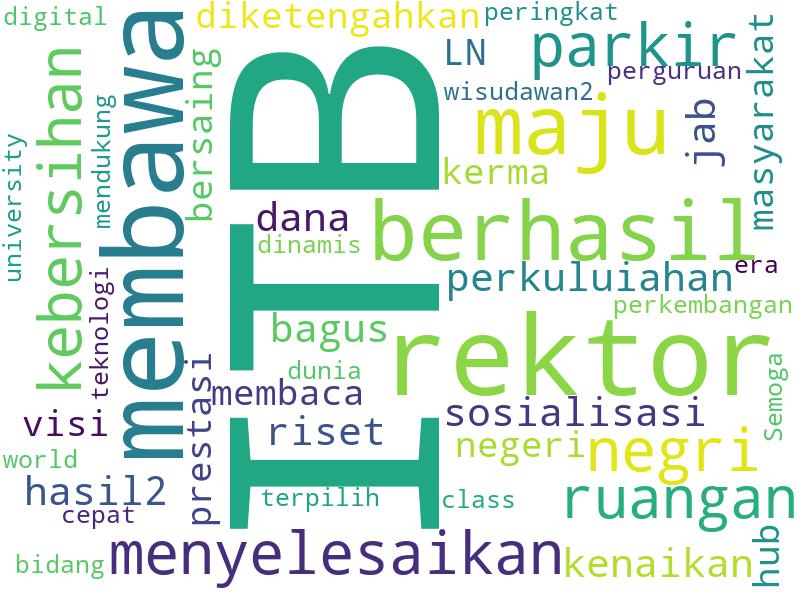 digital
diketengahkan
peringkat
LN
parkir
perguruan
wisudawan2
maju
jab
masyarakat
kebersihan
mendukung
membawa
bersaing
university
teknologi
ITB
kerma
dana
dinamis
berhasil
perkuluiahan
era
perkembangan
bagus
dunia
rektor
membaca
prestasi
visi
riset
sosialisasi
negeri
negri
Semoga
world
hasil2
cepat
terpilih
class
ruangan
bidang
menyelesaikan
kenaikan
hub